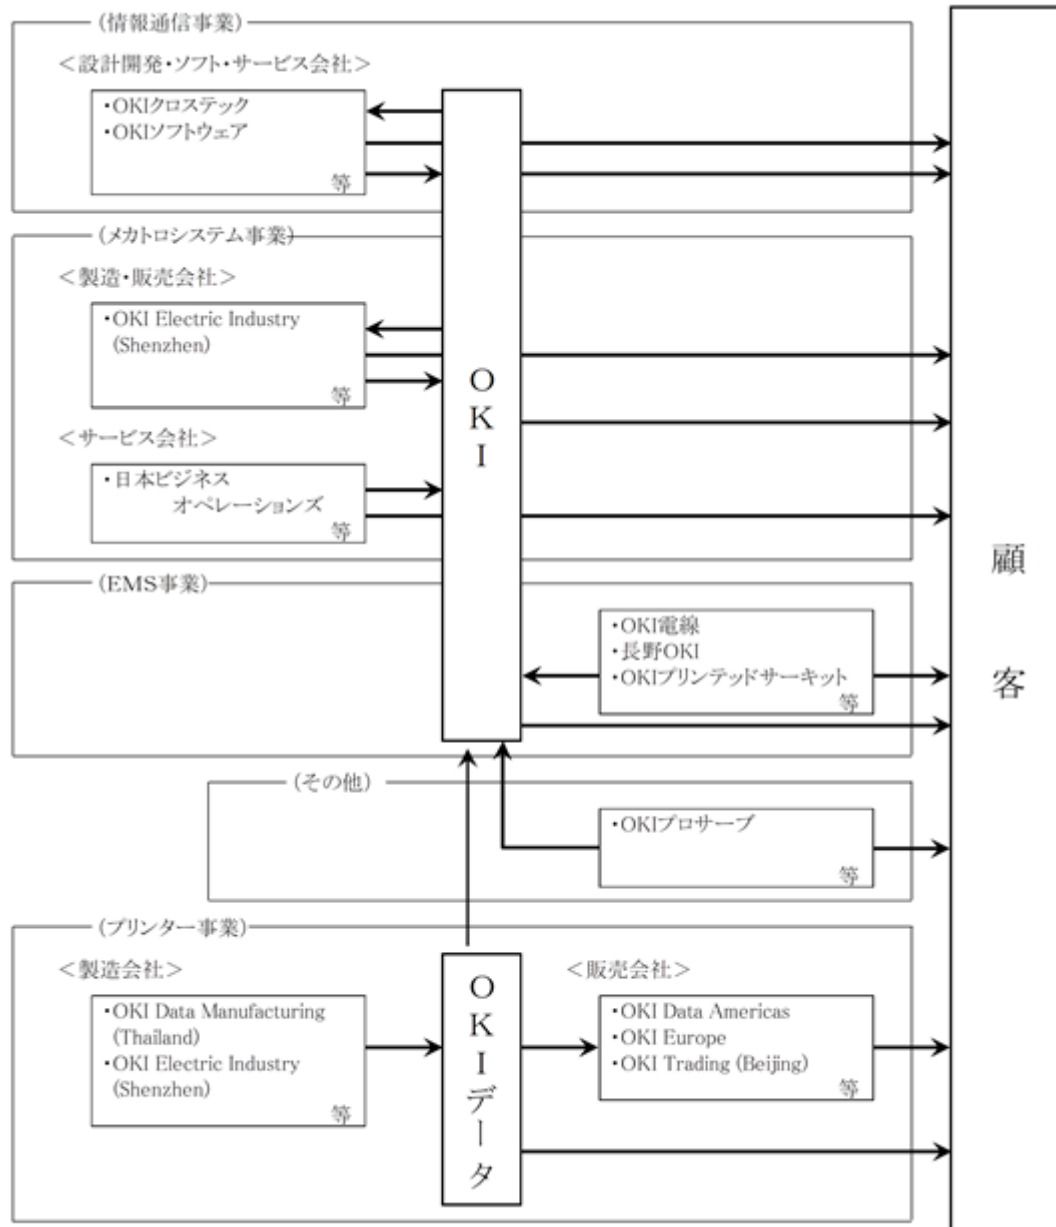 (情報通信事業)
＜設計開発・ソフト・サービス会社＞
・OKIクロステック
・OKIソフトウェア
等
(メカトロシステム事業)
＜製造・販売会社＞
・OKI Electric Industry
(Shenzhen)
等
＜サービス会社＞
・日本ビジネス
オペレーションズ
等
OKI
(EMS事業)
・OKI電線
・長野OKI
・OKIプリンテッドサーキット
等
(その他)
・OKIプロサーブ
等
(プリンター事業)
＜製造会社＞
・OKI Data Manufacturing
(Thailand)
・OKI Electric Industry
(Shenzhen)
等
OKIデータ
＜販売会社＞
・OKI Data Americas
・OKI Europe
・OKI Trading (Beijing)
等
顧客